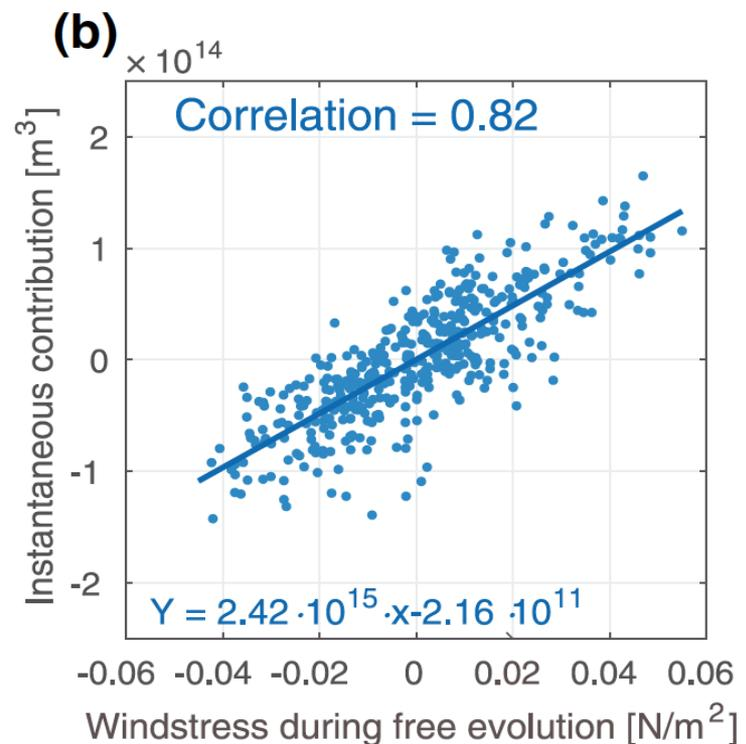 (b)
× 10^14
Correlation = 0.82
Instantaneous contribution [m^3]
2
1
0
-1
-2
Y = 2.42 ·10^15 ·x-2.16 ·10^11
-0.06 -0.04 -0.02 0 0.02 0.04 0.06
Windstress during free evolution [N/m^2]